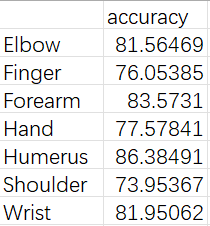 accuracy
Elbow 81.56469
Finger 76.05385
Forearm 83.5731
Hand 77.57841
Humerus 86.38491
Shoulder 73.95367
Wrist 81.95062